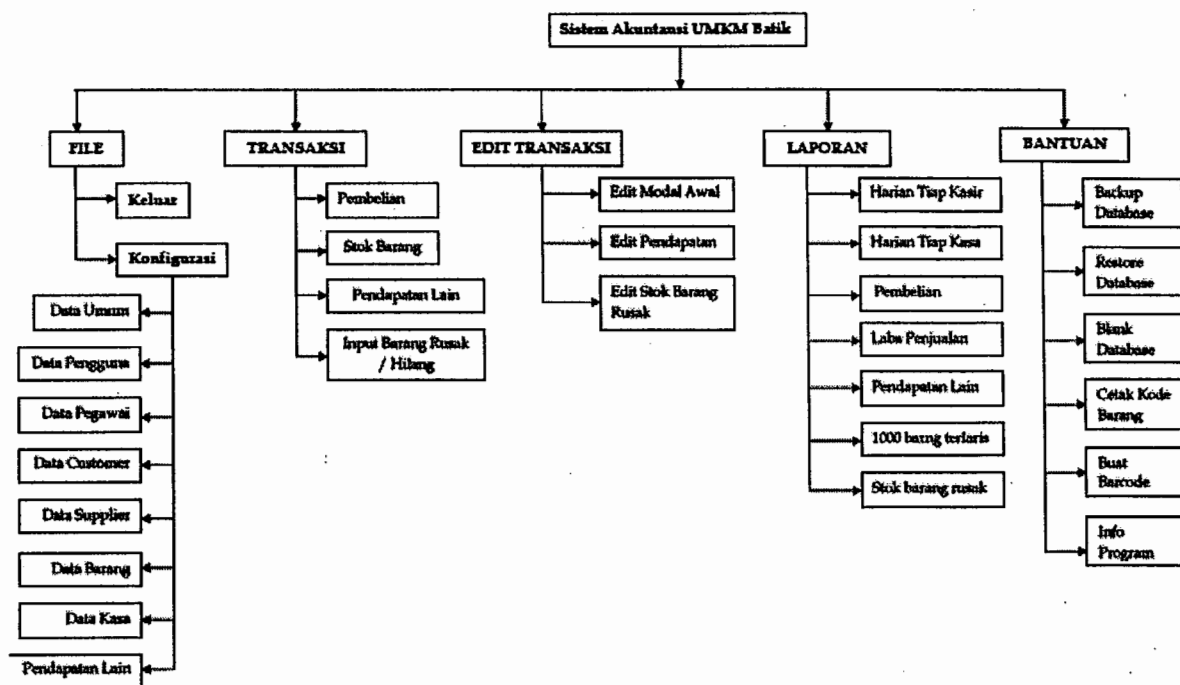 Sistem Akuntansi UMKM Batik
FILE
Keluar
Konfigurasi
Data Umum
Data Pengguna
Data Pegawai
Data Customer
Data Supplier
Data Barang
Data Kasa
Pendapatan Lain
TRANSAKSI
Pembelian
Stok Barang
Pendapatan Lain
Input Barang Rusak
/ Hilang
EDIT TRANSAKSI
Edit Modal Awal
Edit Pendapatan
Edit Stok Barang
Rusak
LAPORAN
Harian Tiap Kasir
Harian Tiap Kasa
Pembelian
Laba Penjualan
Pendapatan Lain
1000 barng terlaris
Stok barang rusak
BANTUAN
Backup
Database
Restore
Database
Blank
Database
Cetak Kode
Barang
Buat
Barcode
Info
Program